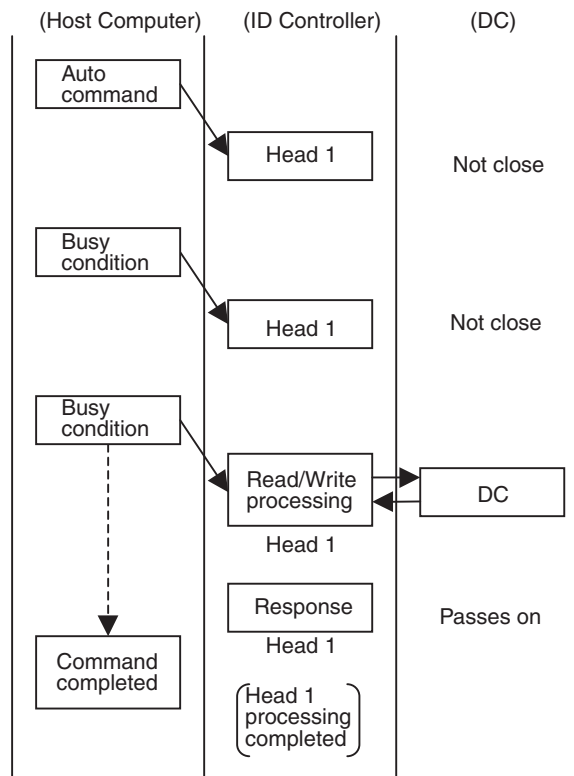 (Host Computer) (ID Controller) (DC)
Auto
command
Head 1
Not close
Busy
condition
Head 1
Not close
Busy
condition
Read/Write
processing
DC
Head 1
Response
Passes on
Head 1
Command
completed
Head 1
processing
completed